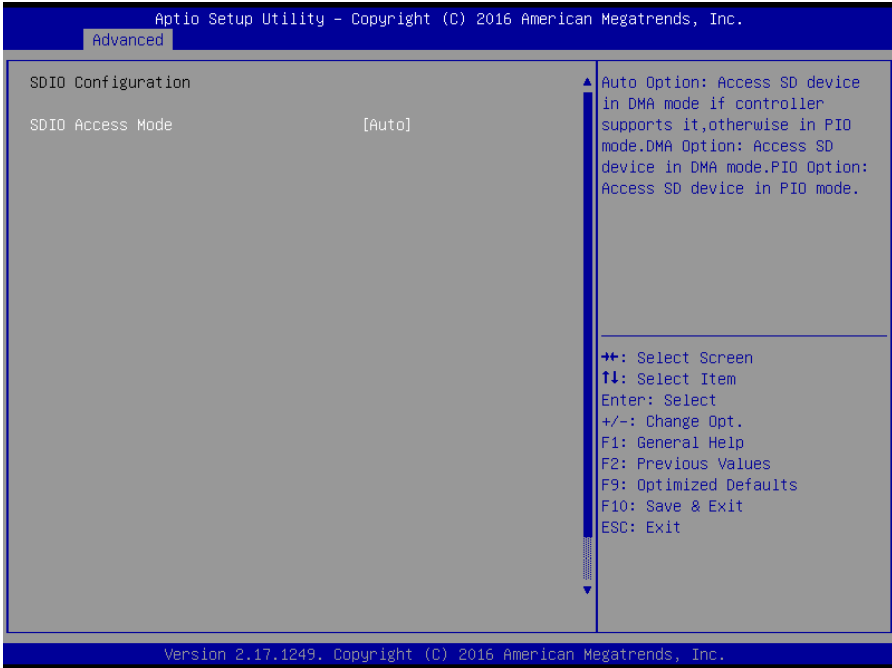 Aptio Setup Utility – Copyright (C) 2016 American Megatrends, Inc.
Advanced
SDIO Configuration
SDIO Access Mode [Auto]
Auto Option: Access SD device
in DMA mode if controller
supports it,otherwise in PIO
mode.DMA Option: Access SD
device in DMA mode.PIO Option:
Access SD device in PIO mode.
→←: Select Screen
↑↓: Select Item
Enter: Select
+/-: Change Opt.
F1: General Help
F2: Previous Values
F9: Optimized Defaults
F10: Save & Exit
ESC: Exit
Version 2.17.1249. Copyright (C) 2016 American Megatrends, Inc.